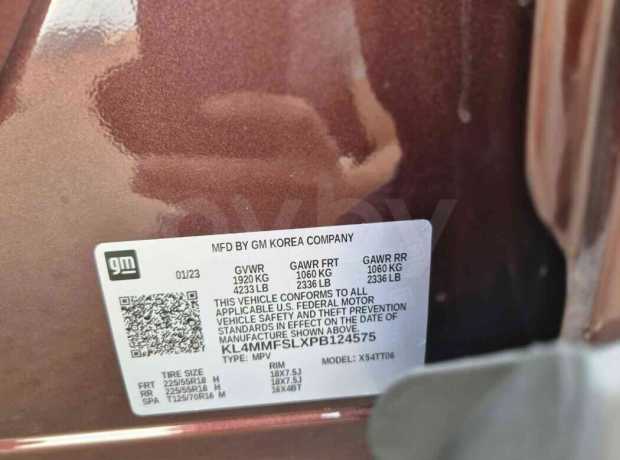 MFD BY GM KOREA COMPANY
gm
01/23
GVWR GAWR FRT GAWR RR
1920 KG 1060 KG 1060 KG
4233 LB 2336 LB 2336 LB
THIS VEHICLE CONFORMS TO ALL
APPLICABLE U.S. FEDERAL MOTOR
VEHICLE SAFETY AND THEFT PREVENTION
STANDARDS IN EFFECT ON THE DATE OF
MANUFACTURE SHOWN ABOVE
KL4MMFSLXPB124575
TYPE: MPV MODEL: XS4TT06
TIRE SIZE RIM
FRT 225/55R18 H 18X7.5J
RR 225/55R18 H 18X7.5J
SPA T125/70R16 M 16X4BT